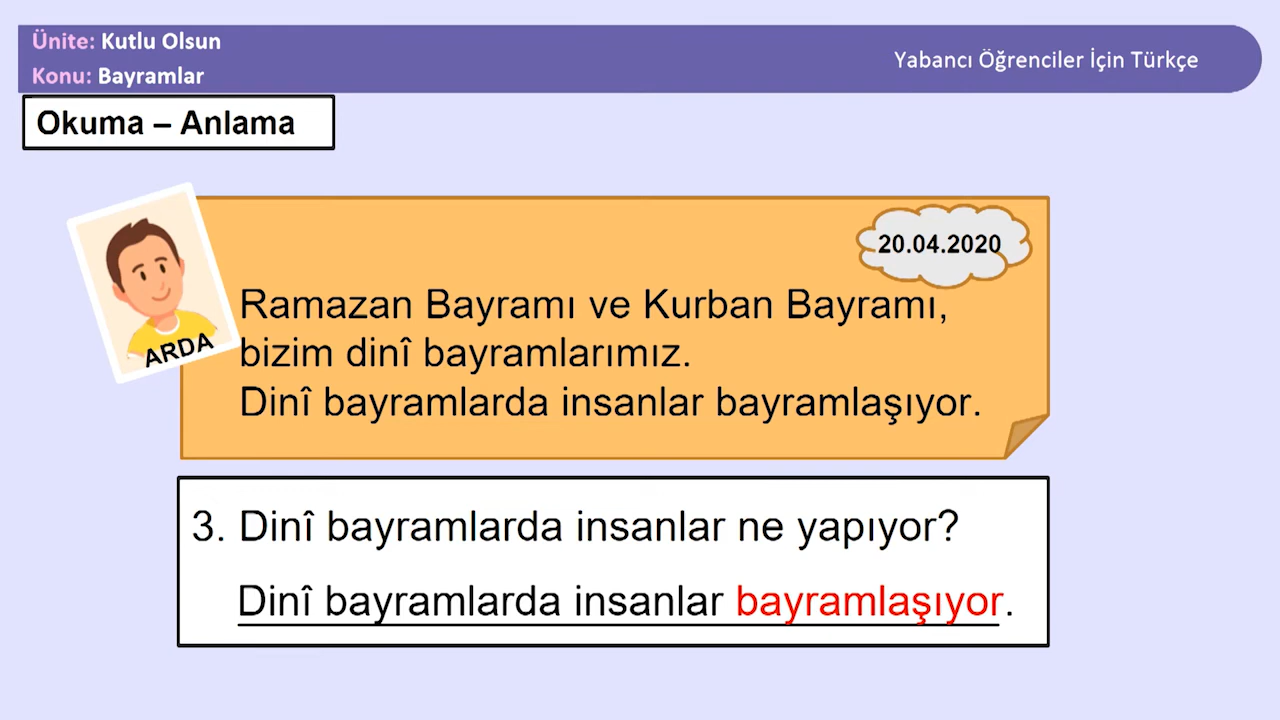 Ünite: Kutlu Olsun
Konu: Bayramlar
Yabancı Öğrenciler İçin Türkçe
Okuma – Anlama
ARDA
20.04.2020
Ramazan Bayramı ve Kurban Bayramı,
bizim dinî bayramlarımız.
Dinî bayramlarda insanlar bayramlaşıyor.
3. Dinî bayramlarda insanlar ne yapıyor?
Dinî bayramlarda insanlar bayramlaşıyor.